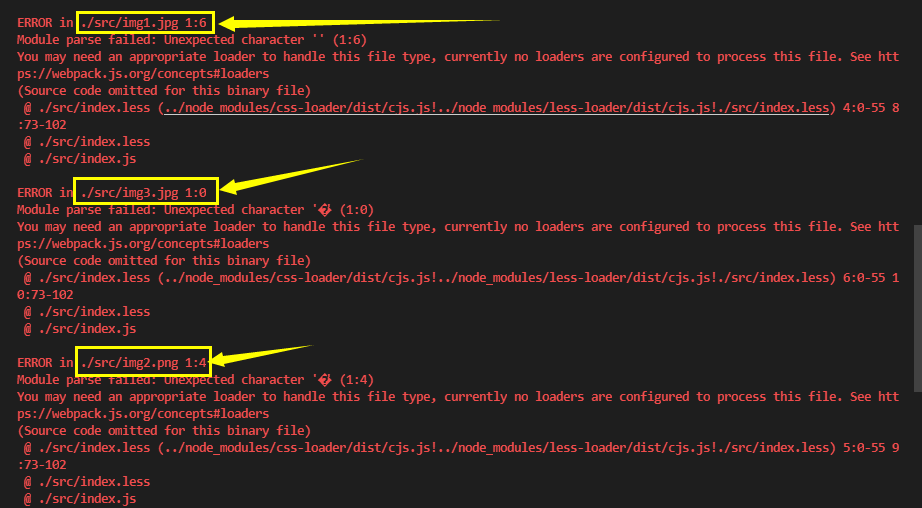 ERROR in ./src/img1.jpg 1:6
Module parse failed: Unexpected character '' (1:6)
You may need an appropriate loader to handle this file type, currently no loaders are configured to process this file. See htt
ps://webpack.js.org/concepts#loaders
(Source code omitted for this binary file)
@ ./src/index.less (../node_modules/css-loader/dist/cjs.js!../node_modules/less-loader/dist/cjs.js!./src/index.less) 4:0-55 8
:73-102
@ ./src/index.less
@ ./src/index.js
ERROR in ./src/img3.jpg 1:0
Module parse failed: Unexpected character '�' (1:0)
You may need an appropriate loader to handle this file type, currently no loaders are configured to process this file. See htt
ps://webpack.js.org/concepts#loaders
(Source code omitted for this binary file)
@ ./src/index.less (../node_modules/css-loader/dist/cjs.js!../node_modules/less-loader/dist/cjs.js!./src/index.less) 6:0-55 1
0:73-102
@ ./src/index.less
@ ./src/index.js
ERROR in ./src/img2.png 1:4
Module parse failed: Unexpected character '�' (1:4)
You may need an appropriate loader to handle this file type, currently no loaders are configured to process this file. See htt
ps://webpack.js.org/concepts#loaders
(Source code omitted for this binary file)
@ ./src/index.less (../node_modules/css-loader/dist/cjs.js!../node_modules/less-loader/dist/cjs.js!./src/index.less) 5:0-55 9
:73-102
@ ./src/index.less
@ ./src/index.js